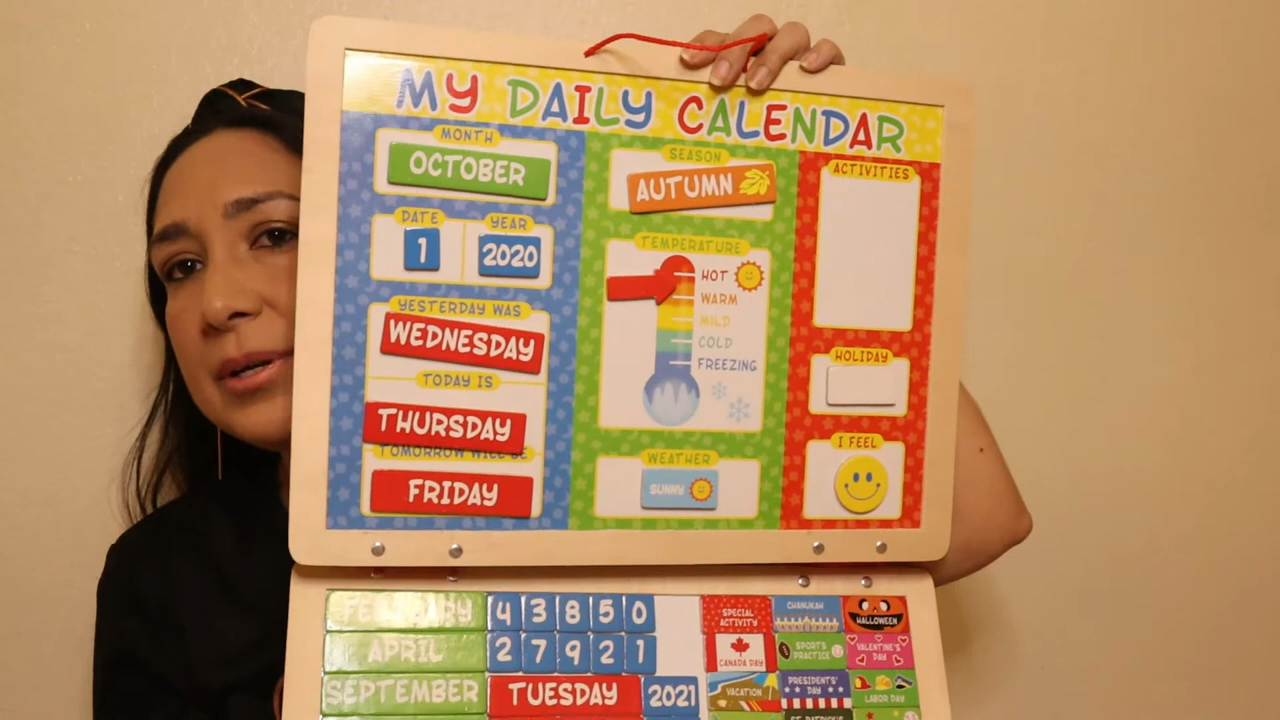 MY DAILY CALENDAR
MONTH
OCTOBER
DATE
1
YEAR
2020
YESTERDAY WAS
WEDNESDAY
TODAY IS
THURSDAY
TOMORROW WILL BE
FRIDAY
SEASON
AUTUMN
TEMPERATURE
HOT
WARM
MILD
COLD
FREEZING
WEATHER
SUNNY
ACTIVITIES
HOLIDAY
I FEEL
FEBRUARY
4 3 8 5 0
APRIL
2 7 9 2 1
SEPTEMBER
TUESDAY
2021
SPECIAL
ACTIVITY
CHANUKAH
HALLOWEEN
CANADA DAY
SPORTS
PRACTICE
VALENTINE'S
DAY
VACATION
PRESIDENTS'
DAY
LABOR DAY